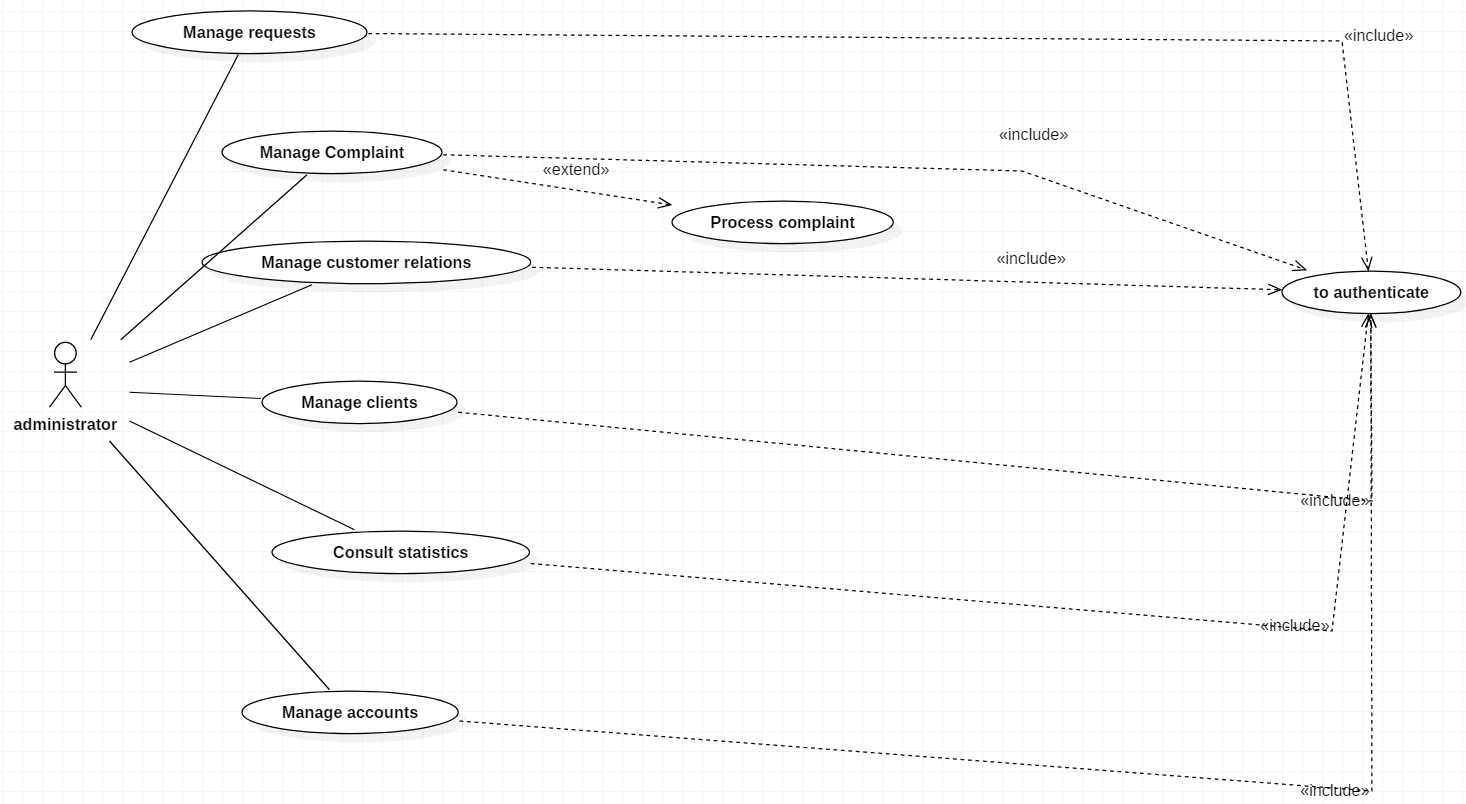 Manage requests
«include»
Manage Complaint
«include»
«extend»
Process complaint
Manage customer relations
«include»
to authenticate
administrator
Manage clients
«include»
Consult statistics
«include»
Manage accounts
«include»